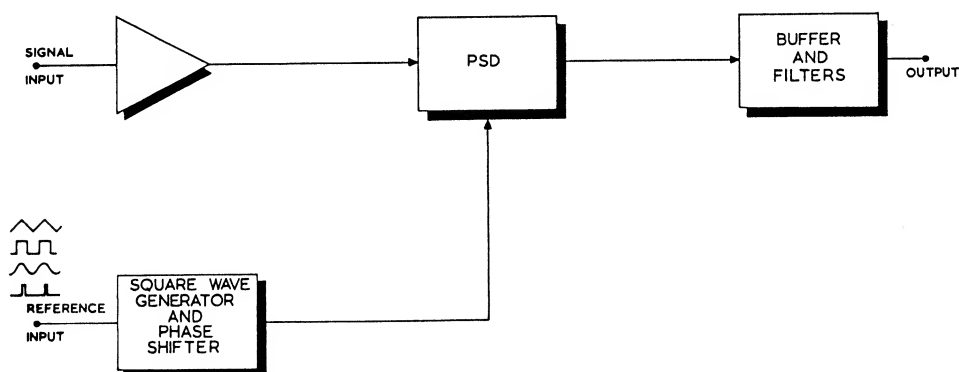 SIGNAL
INPUT
PSD
BUFFER
AND
FILTERS
OUTPUT
REFERENCE
INPUT
SQUARE WAVE
GENERATOR
AND
PHASE
SHIFTER